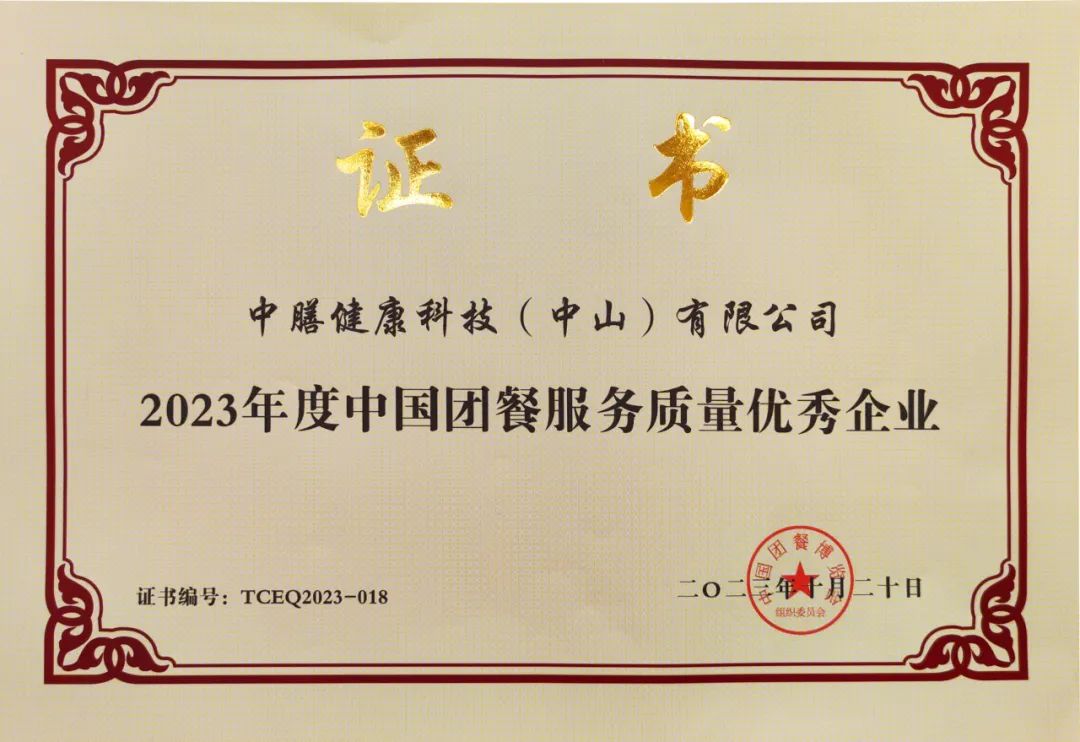 证书
中膳健康科技（中山）有限公司
2023年度中国团餐服务质量优秀企业
证书编号：TCEQ2023-018
二〇二三年十月二十日
中国团餐博览会
组织委员会